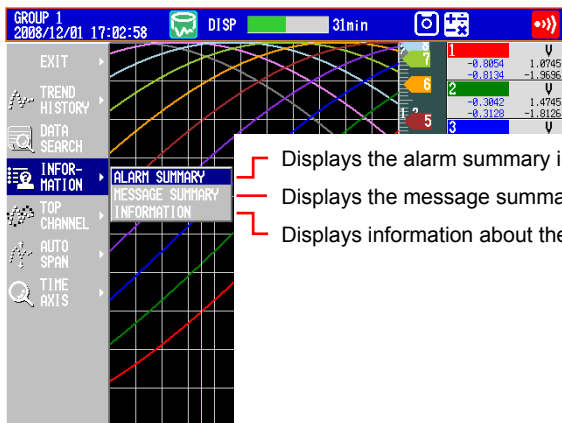 GROUP 1
2008/12/01 17:02:58
DISP
31min
EXIT
TREND
HISTORY
DATA
SEARCH
INFOR-
MATION
TOP
CHANNEL
AUTO
SPAN
TIME
AXIS
ALARM SUMMARY
MESSAGE SUMMARY
INFORMATION
Displays the alarm summary i
Displays the message summa
Displays information about the
8
7
6
5
1 V
-0.8054 1.0745
-0.8134 -1.9696
2 V
-0.3042 1.4745
-0.3128 -1.8126
3 V